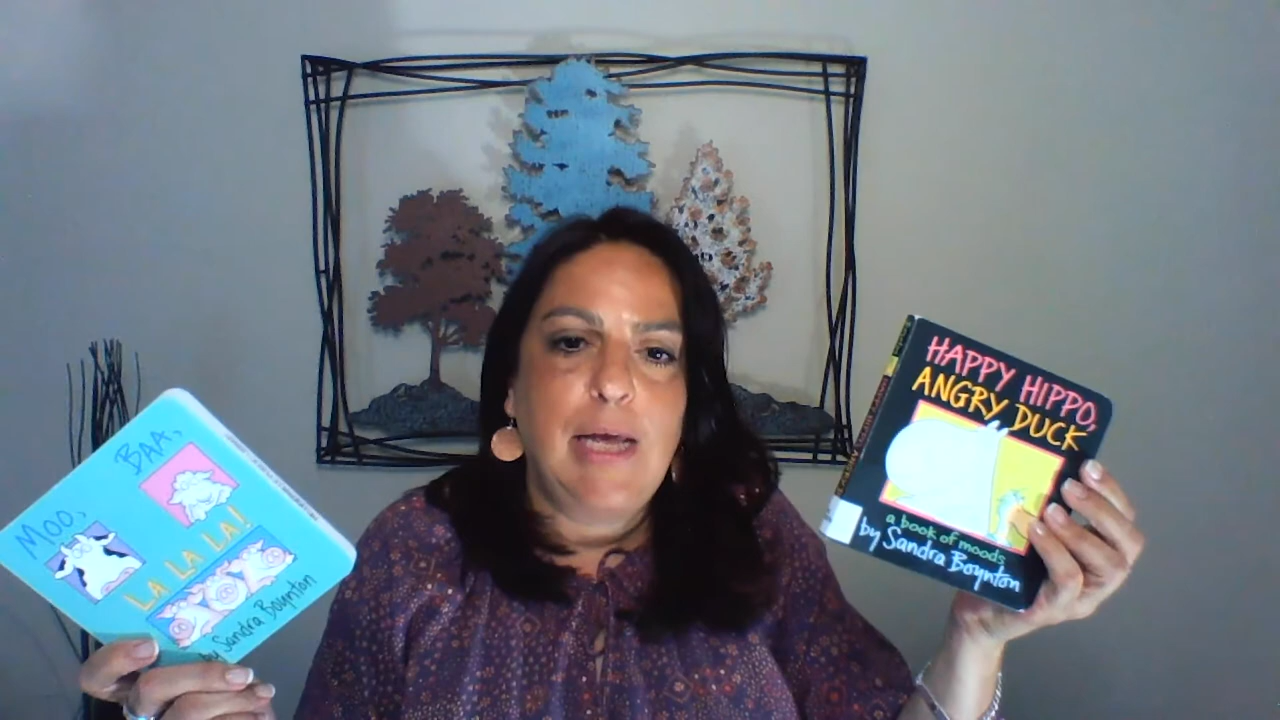 MOO,
BAA,
LA LA LA!
by Sandra Boynton
HAPPY HIPPO,
ANGRY DUCK
a book of moods
by Sandra Boynton